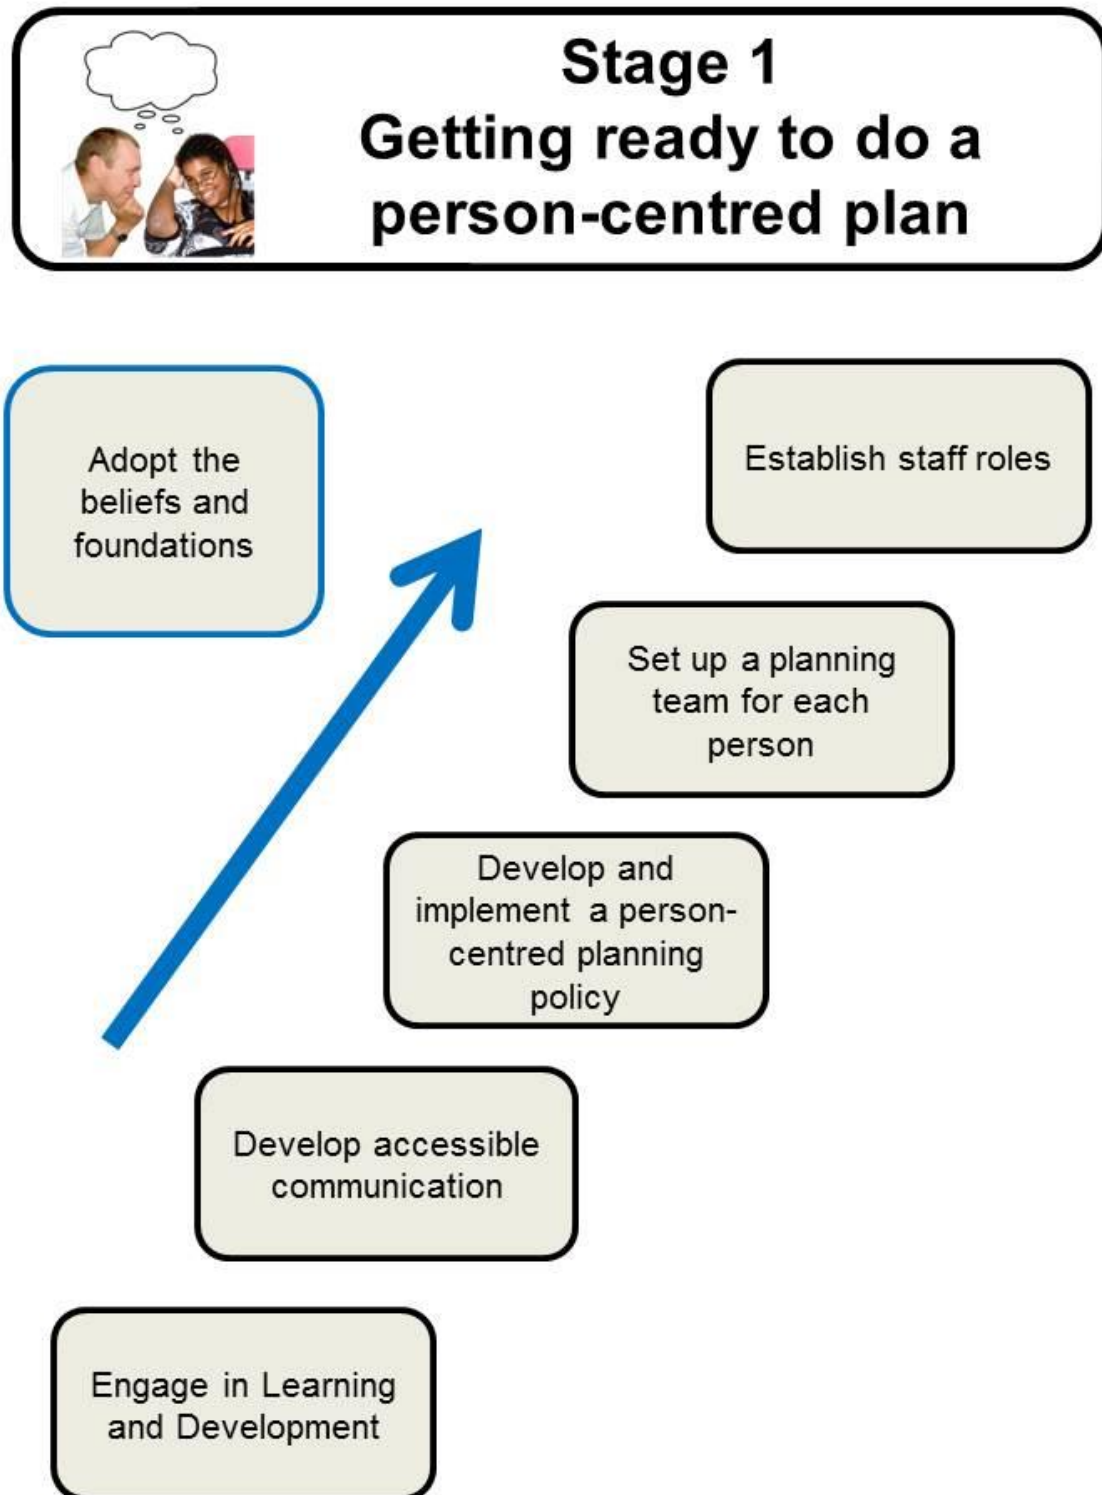 Stage 1
Getting ready to do a
person-centred plan
Adopt the
beliefs and
foundations
Establish staff roles
Set up a planning
team for each
person
Develop and
implement a person-
centred planning
policy
Develop accessible
communication
Engage in Learning
and Development